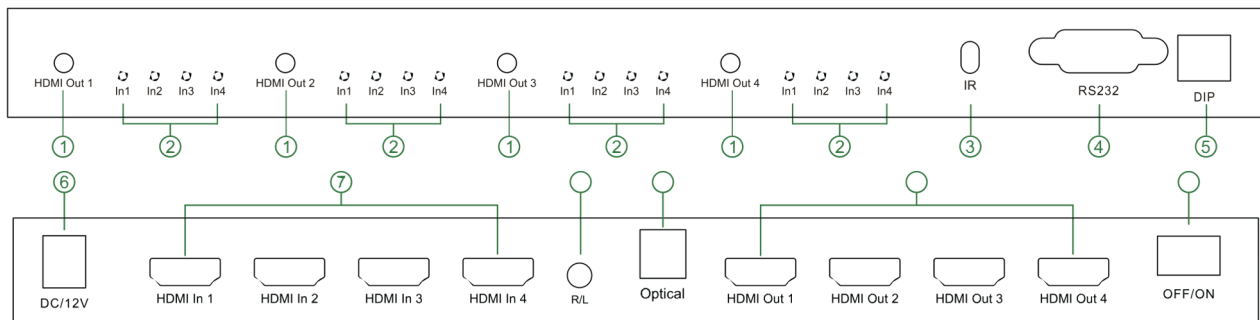 HDMI Out 1 In1 In2 In3 In4 HDMI Out 2 In1 In2 In3 In4 HDMI Out 3 In1 In2 In3 In4 HDMI Out 4 In1 In2 In3 In4 IR RS232 DIP
1 2 1 2 1 2 1 2 3 4 5
6 7
DC/12V HDMI In 1 HDMI In 2 HDMI In 3 HDMI In 4 R/L Optical HDMI Out 1 HDMI Out 2 HDMI Out 3 HDMI Out 4 OFF/ON